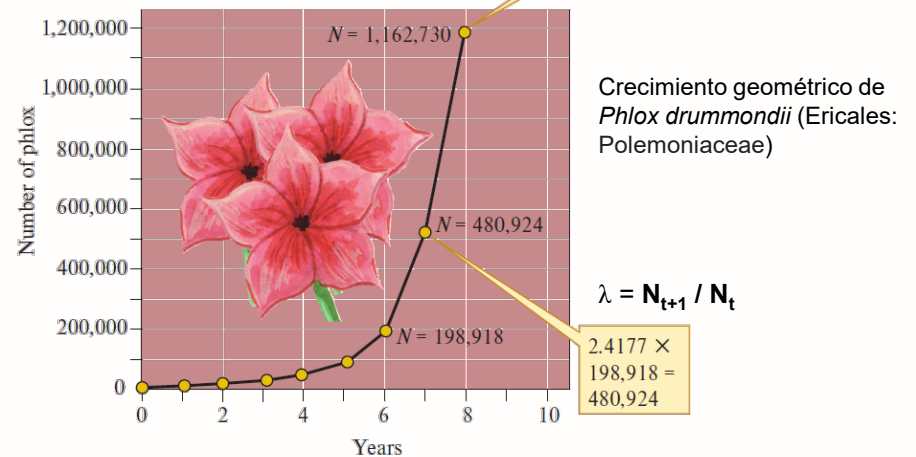 1,200,000
1,000,000
800,000
600,000
400,000
200,000
0
Number of phlox
N = 1,162,730
N = 480,924
N = 198,918
0 2 4 6 8 10
Years
Crecimiento geométrico de
Phlox drummondii (Ericales:
Polemoniaceae)
λ = Nt+1 / Nt
2.4177 ×
198,918 =
480,924